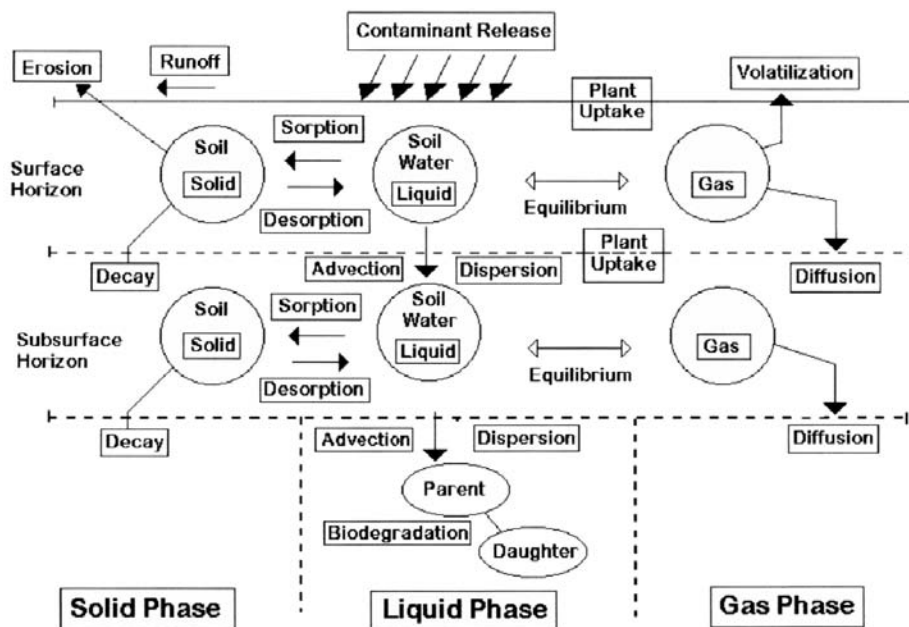 Contaminant Release
Erosion
Runoff
Volatilization
Plant
Uptake
Surface
Horizon
Soil
Solid
Sorption
Desorption
Soil
Water
Liquid
Equilibrium
Gas
Decay
Advection
Dispersion
Plant
Uptake
Diffusion
Subsurface
Horizon
Soil
Solid
Sorption
Desorption
Soil
Water
Liquid
Equilibrium
Gas
Decay
Advection
Dispersion
Diffusion
Parent
Biodegradation
Daughter
Solid Phase
Liquid Phase
Gas Phase